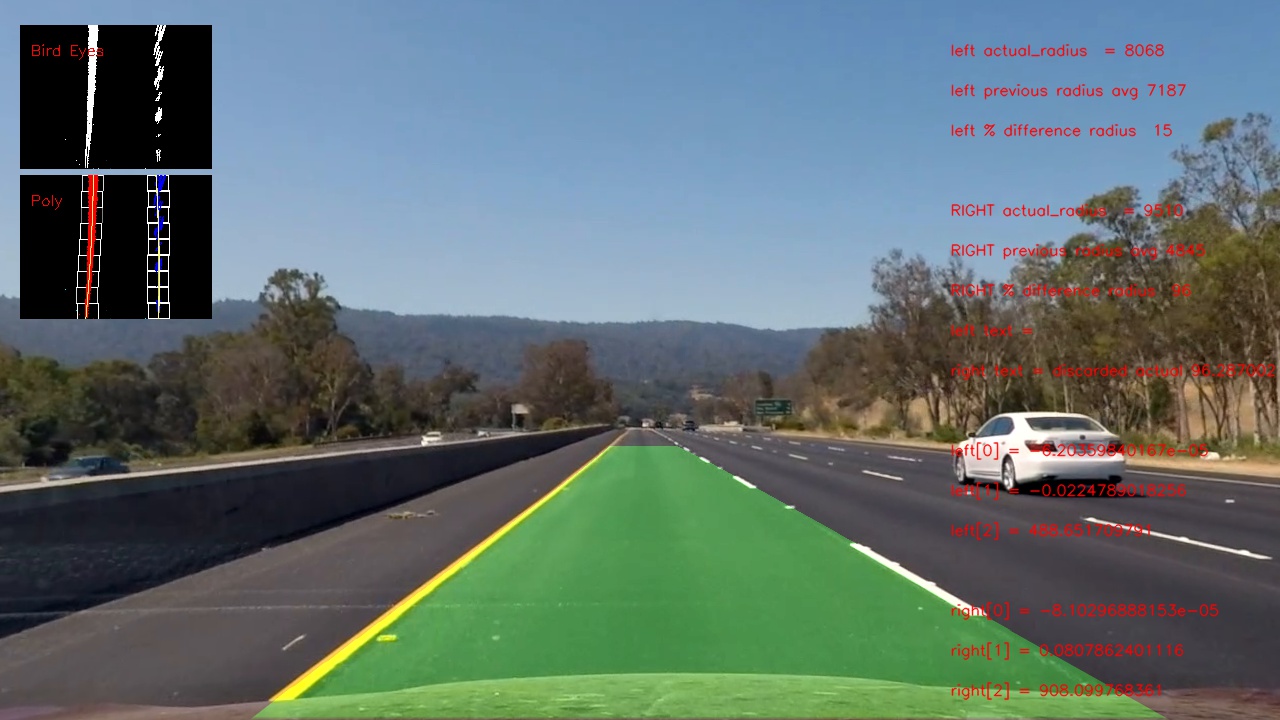 Bird Eyes
Poly
left actual_radius = 8068
left previous radius avg 7187
left % difference radius 15
RIGHT actual_radius = 9510
RIGHT previous radius avg 4845
RIGHT % difference radius 96
left text =
right text = discarded actual 96.287002
left[0] = -6.20359840167e-05
left[1] = -0.0224789018256
left[2] = 488.651709791
right[0] = -8.10296888153e-05
right[1] = 0.0807862401116
right[2] = 908.099768361